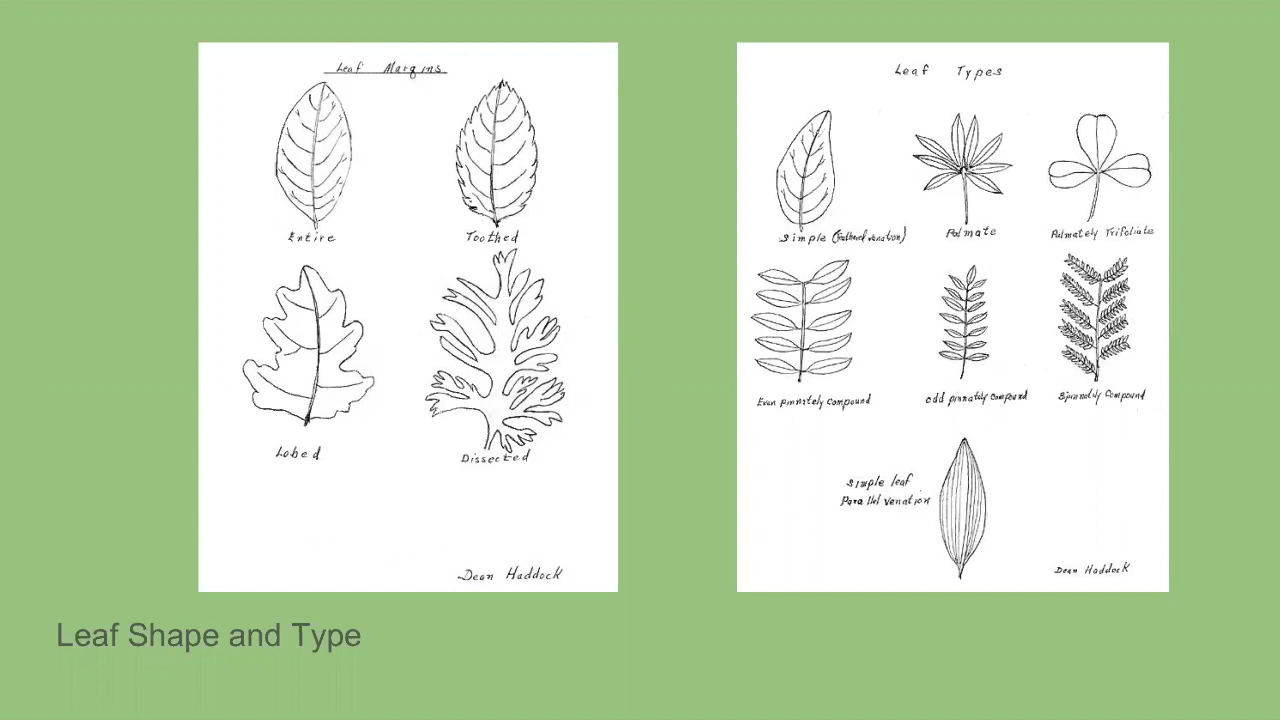 Leaf Margins
Entire
Toothed
Lobed
Dissected
Dean Haddock
Leaf Types
Simple (feathered venation)
Palmate
Palmately Trifoliate
Even pinnately compound
odd pinnately compound
Bipinnately Compound
simple leaf
Parallel venation
Dean Haddock
Leaf Shape and Type